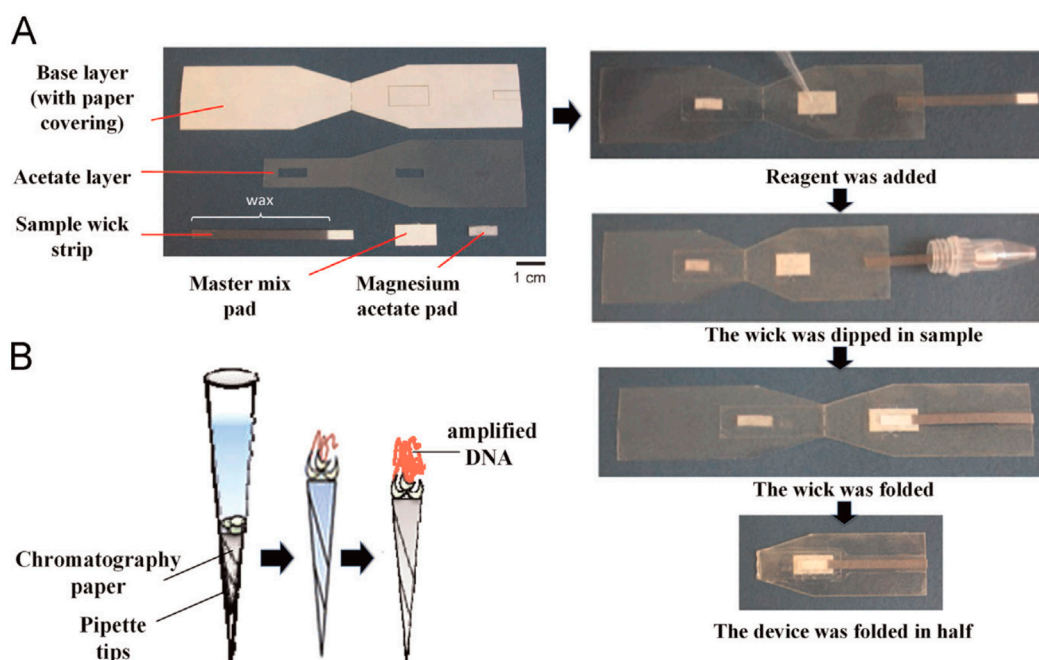 A
Base layer
(with paper
covering)
Acetate layer
wax
Sample wick
strip
Master mix
pad
Magnesium
acetate pad
1 cm
Reagent was added
The wick was dipped in sample
The wick was folded
The device was folded in half
B
amplified
DNA
Chromatography
paper
Pipette
tips